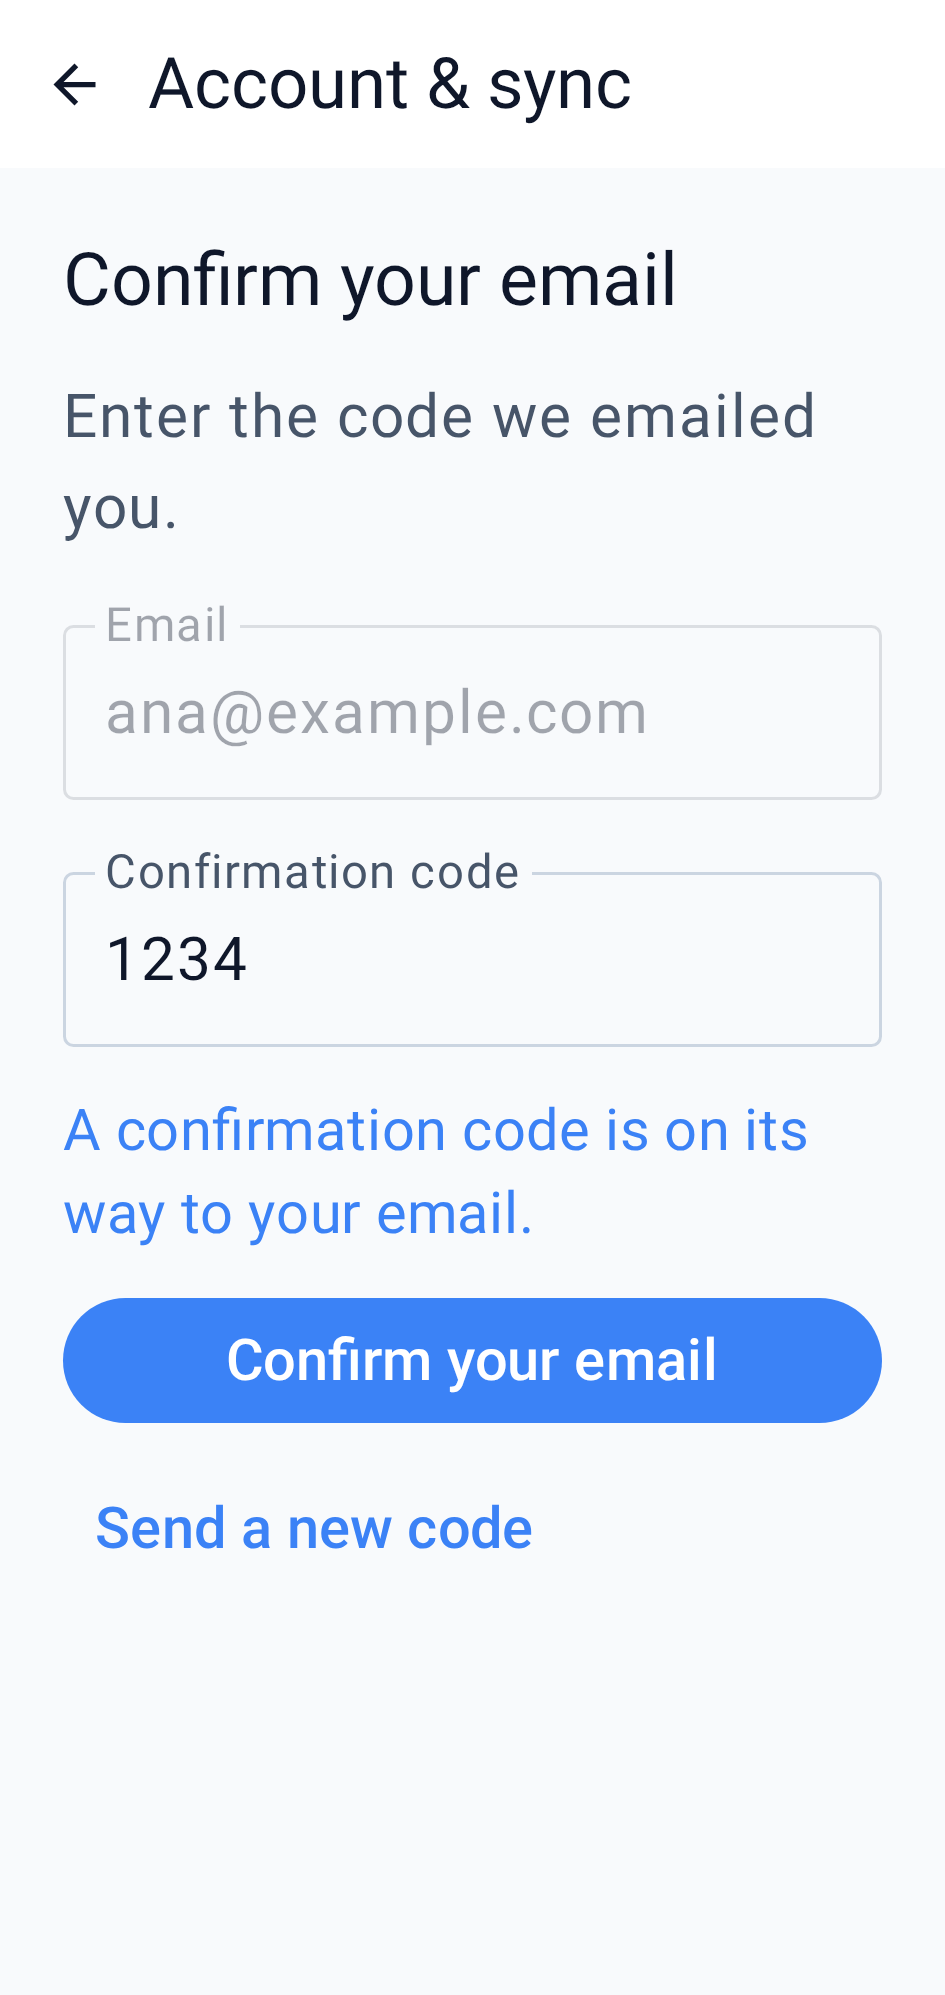 Account & sync
Confirm your email
Enter the code we emailed
you.
Email
ana@example.com
Confirmation code
1234
A confirmation code is on its
way to your email.
Confirm your email
Send a new code